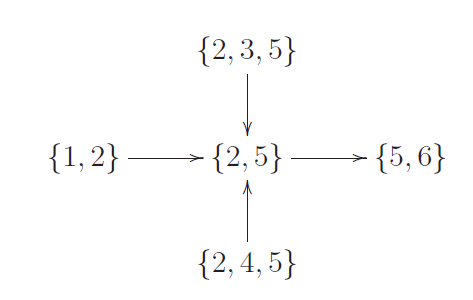 {2, 3, 5}
{1, 2} {2, 5} {5, 6}
{2, 4, 5}